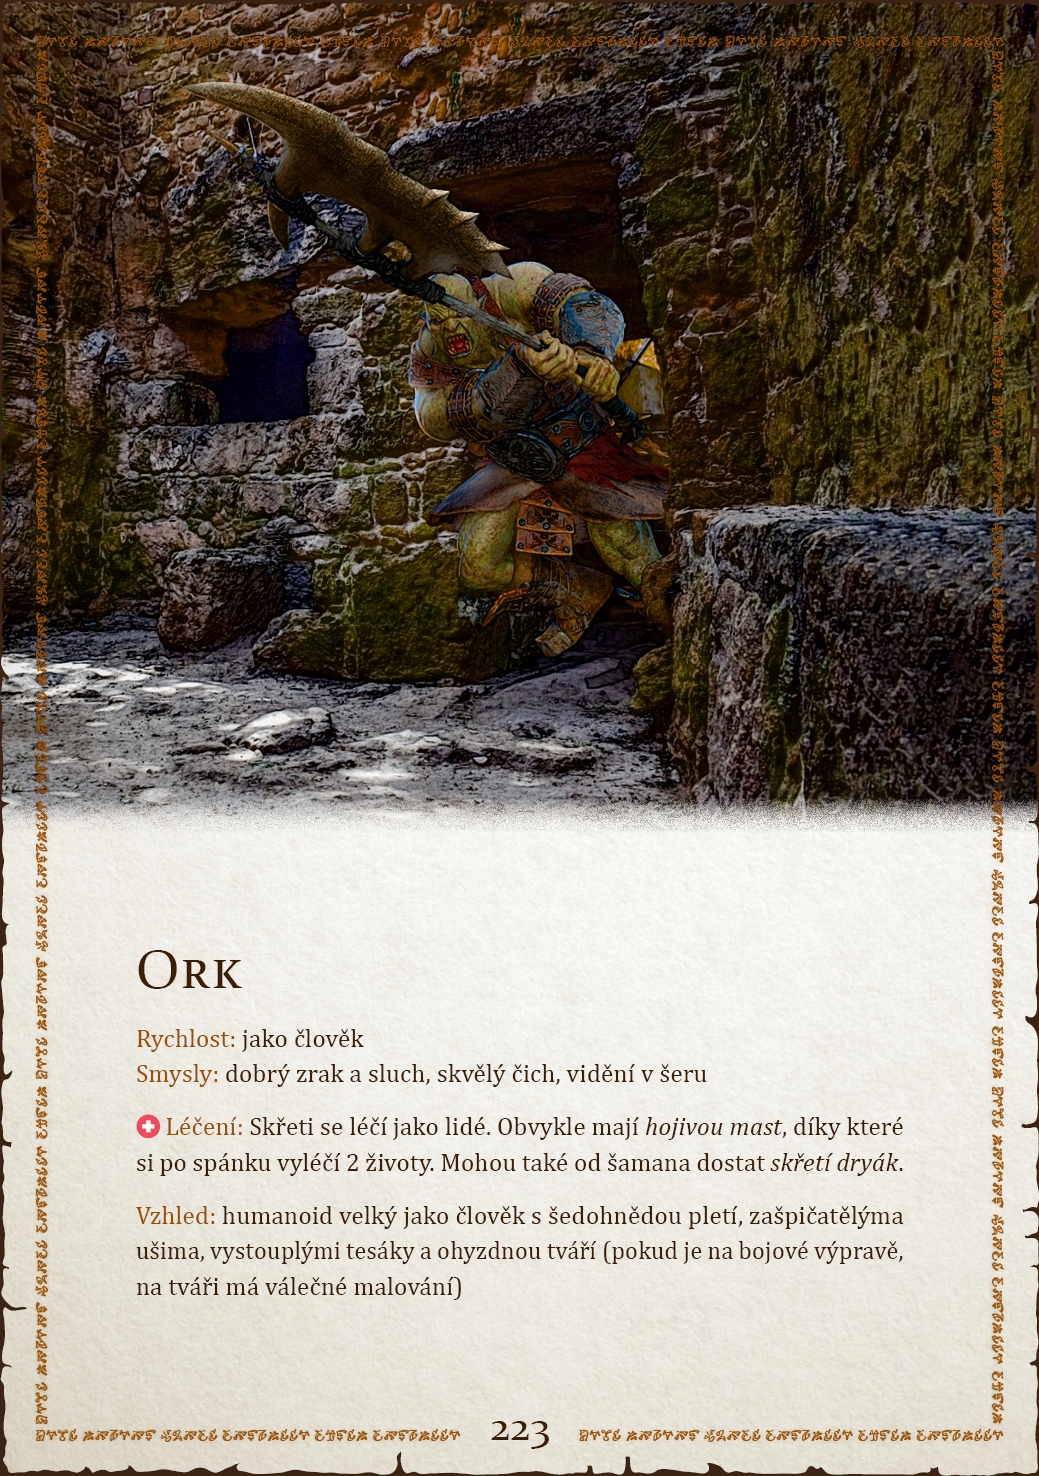 Ork
Rychlost: jako člověk
Smysly: dobrý zrak a sluch, skvělý čich, vidění v šeru
Léčení: Skřeti se léčí jako lidé. Obvykle mají hojivou mast, díky které
si po spánku vyléčí 2 životy. Mohou také od šamana dostat skřetí dryák.
Vzhled: humanoid velký jako člověk s šedohnědou pletí, zašpičatělýma
ušima, vystouplými tesáky a ohyzdnou tváří (pokud je na bojové výpravě,
na tváři má válečné malování)
223